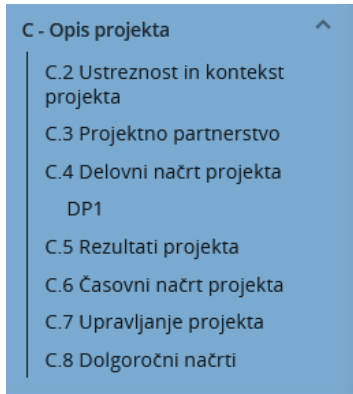 C - Opis projekta
C.2 Ustreznost in kontekst
projekta
C.3 Projektno partnerstvo
C.4 Delovni načrt projekta
DP1
C.5 Rezultati projekta
C.6 Časovni načrt projekta
C.7 Upravljanje projekta
C.8 Dolgoročni načrti